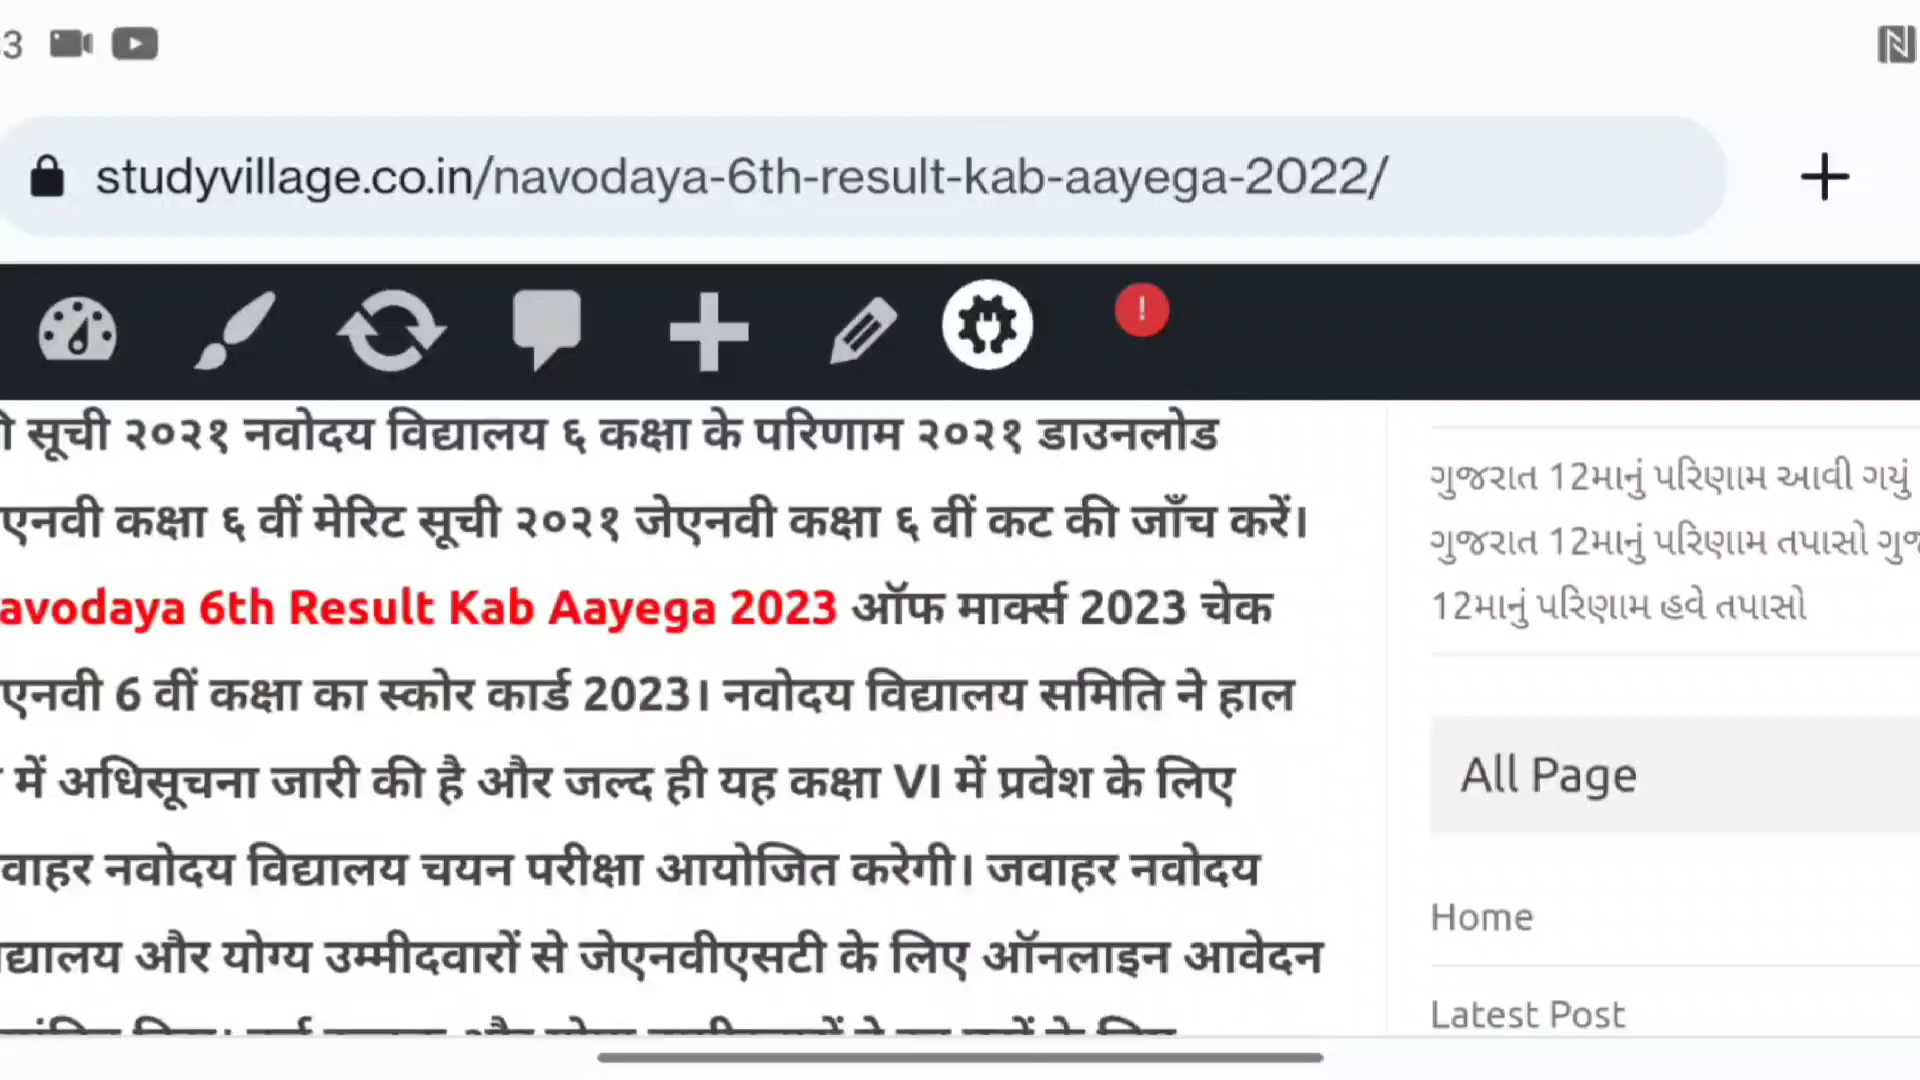 studyvillage.co.in/navodaya-6th-result-kab-aayega-2022/
सूची २०२१ नवोदय विद्यालय ६ कक्षा के परिणाम २०२१ डाउनलोड
एनवी कक्षा ६ वीं मेरिट सूची २०२१ जेएनवी कक्षा ६ वीं कट की जाँच करें।
avodaya 6th Result Kab Aayega 2023 ऑफ मार्क्स 2023 चेक
एनवी 6 वीं कक्षा का स्कोर कार्ड 2023। नवोदय विद्यालय समिति ने हाल
में अधिसूचना जारी की है और जल्द ही यह कक्षा VI में प्रवेश के लिए
वाहर नवोदय विद्यालय चयन परीक्षा आयोजित करेगी। जवाहर नवोदय
द्यालय और योग्य उम्मीदवारों से जेएनवीएसटी के लिए ऑनलाइन आवेदन
ગુજરાત 12માનું પરિણામ આવી ગયું
ગુજરાત 12માનું પરિણામ તપાસો
12માનું પરિણામ હવે તપાસો
All Page
Home
Latest Post